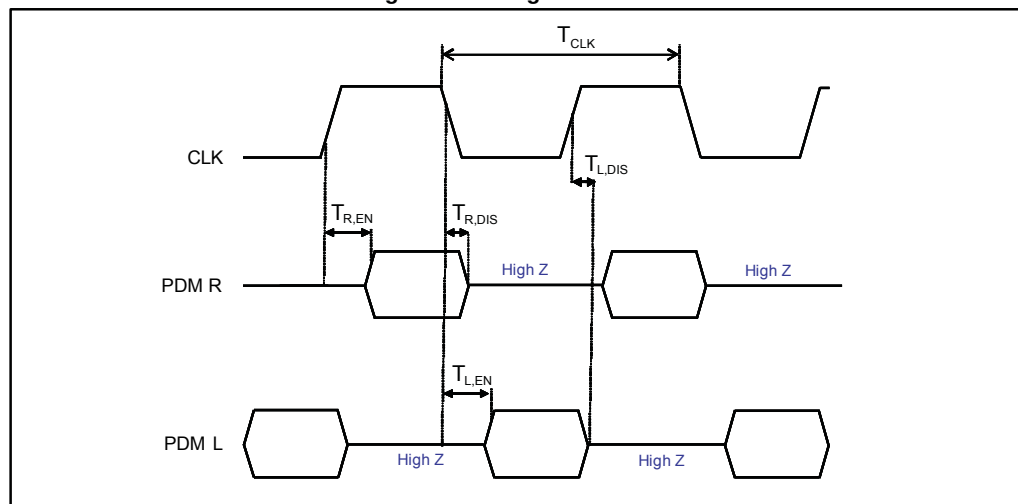 T_CLK
CLK
T_L,DIS
T_R,EN
T_R,DIS
PDM R
High Z
High Z
T_L,EN
PDM L
High Z
High Z